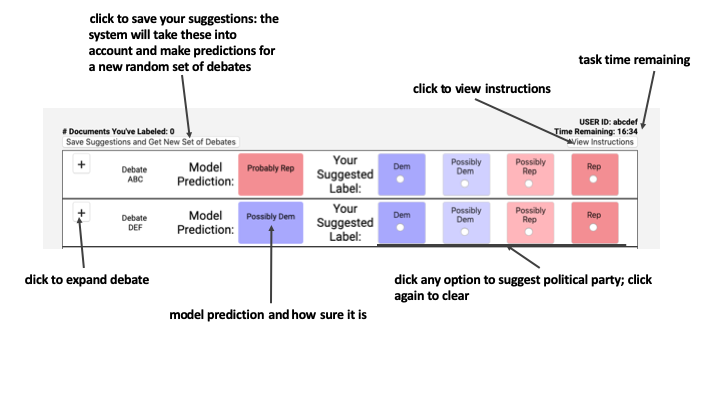 click to save your suggestions: the
system will take these into
account and make predictions for
a new random set of debates
task time remaining
click to view instructions
USER ID: abcdef
# Documents You've Labeled: 0
Time Remaining: 16:34
Save Suggestions and Get New Set of Debates
View Instructions
+
Debate
ABC
Model
Prediction:
Probably Rep
Your
Suggested
Label:
Dem
Possibly
Dem
Possibly
Rep
Rep
+
Debate
DEF
Model
Prediction:
Possibly Dem
Your
Suggested
Label:
Dem
Possibly
Dem
Possibly
Rep
Rep
click to expand debate
click any option to suggest political party; click
again to clear
model prediction and how sure it is